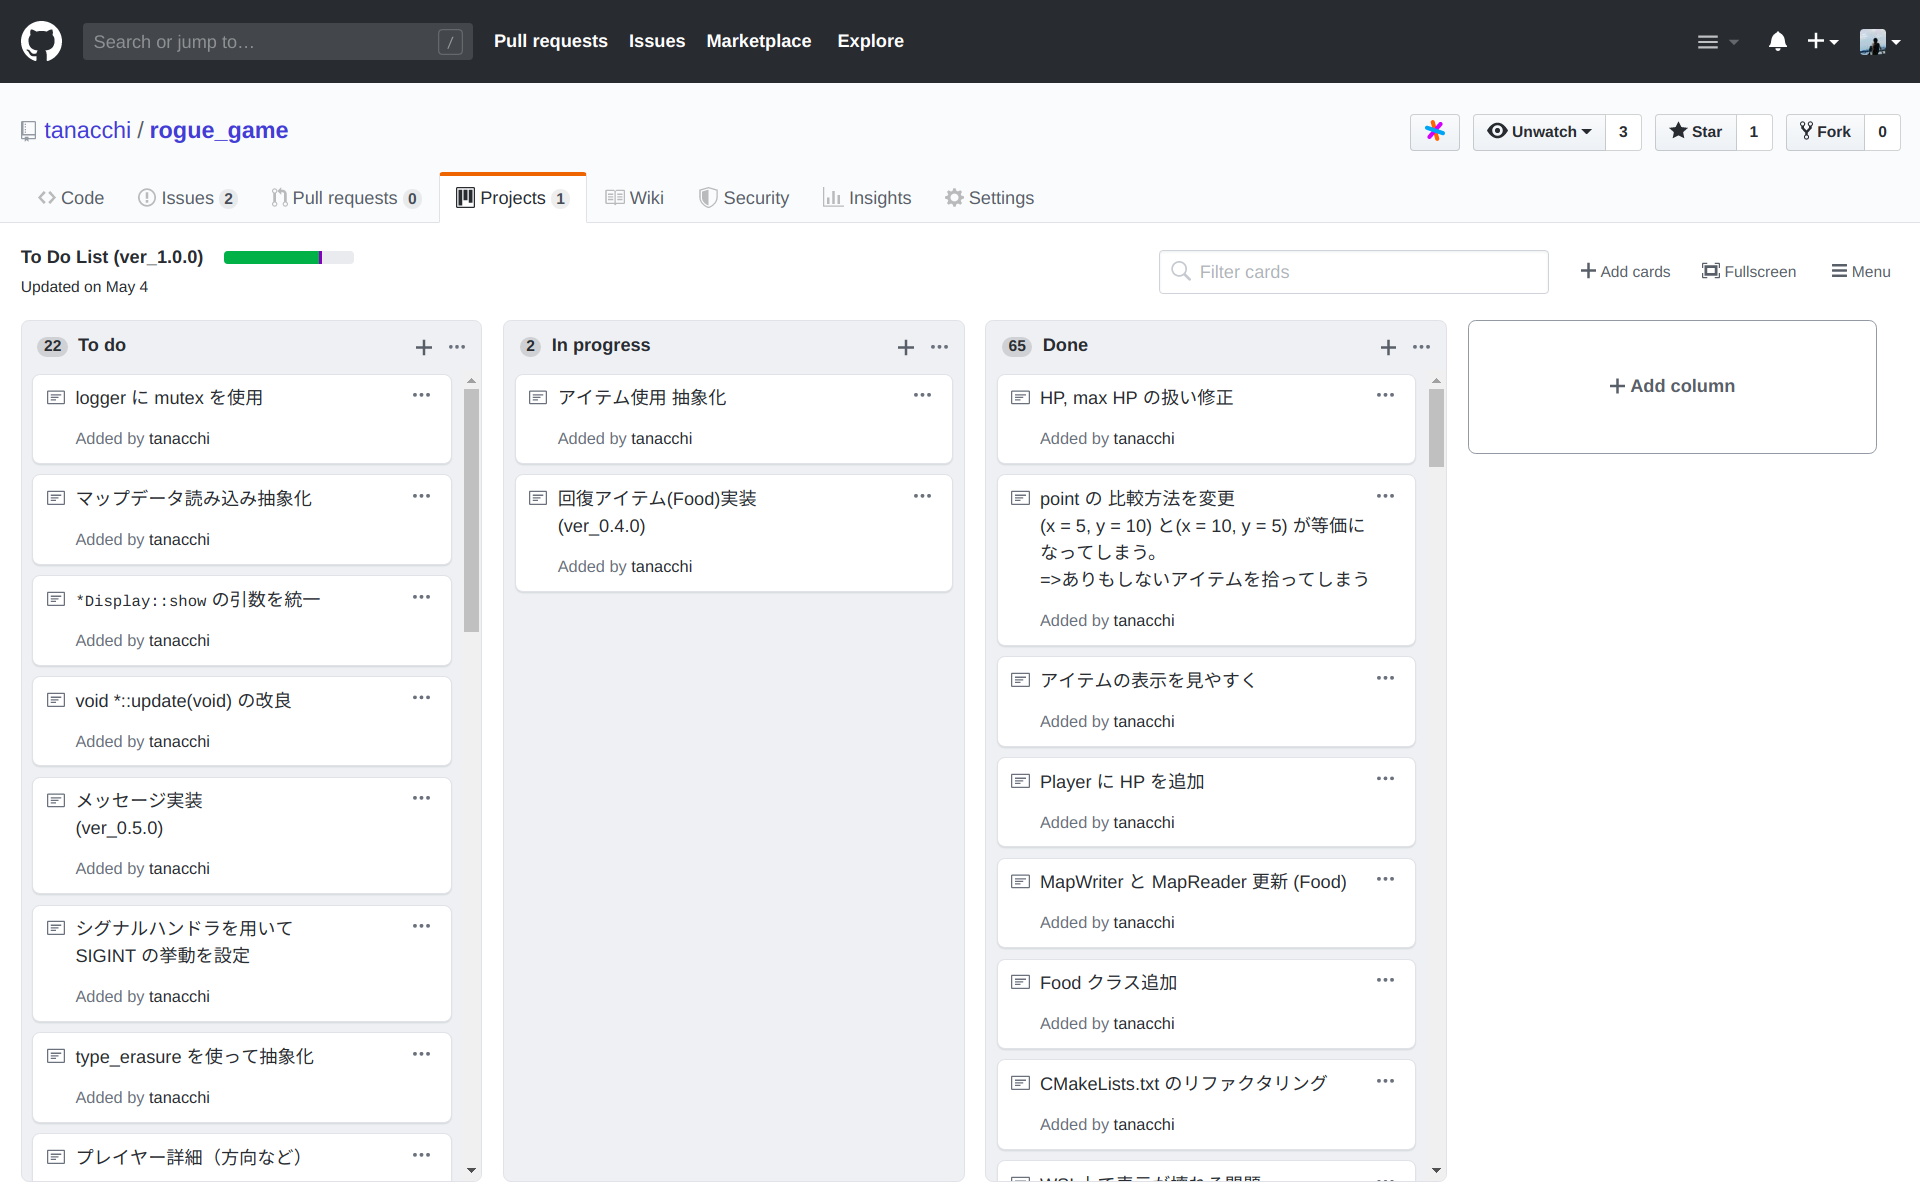 Search or jump to…
/
Pull requests
Issues
Marketplace
Explore
tanacchi / rogue_game
Unwatch
3
Star
1
Fork
0
Code
Issues 2
Pull requests 0
Projects 1
Wiki
Security
Insights
Settings
To Do List (ver_1.0.0)
Updated on May 4
Filter cards
Add cards
Fullscreen
Menu
22 To do
logger に mutex を使用
Added by tanacchi
マップデータ読み込み抽象化
Added by tanacchi
*Display::show の引数を統一
Added by tanacchi
void *::update(void) の改良
Added by tanacchi
メッセージ実装
(ver_0.5.0)
Added by tanacchi
シグナルハンドラを用いて
SIGINT の挙動を設定
Added by tanacchi
type_erasure を使って抽象化
Added by tanacchi
プレイヤー詳細（方向など）
2 In progress
アイテム使用 抽象化
Added by tanacchi
回復アイテム(Food)実装
(ver_0.4.0)
Added by tanacchi
65 Done
HP, max HP の扱い修正
Added by tanacchi
point の 比較方法を変更
(x = 5, y = 10) と(x = 10, y = 5) が等価に
なってしまう。
=>ありもしないアイテムを拾ってしまう
Added by tanacchi
アイテムの表示を見やすく
Added by tanacchi
Player に HP を追加
Added by tanacchi
MapWriter と MapReader 更新 (Food)
Added by tanacchi
Food クラス追加
Added by tanacchi
CMakeLists.txt のリファクタリング
Added by tanacchi
Add column